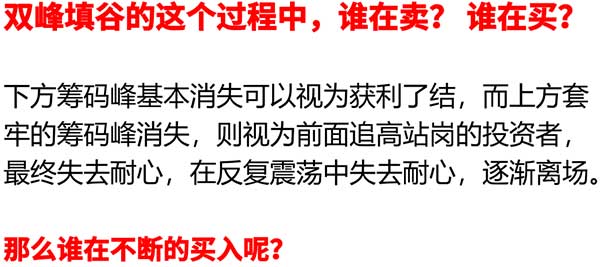 双峰填谷的这个过程中，谁在卖？ 谁在买？
下方筹码峰基本消失可以视为获利了结，而上方套
牢的筹码峰消失，则视为前面追高站岗的投资者，
最终失去耐心，在反复震荡中失去耐心，逐渐离场。
那么谁在不断的买入呢？